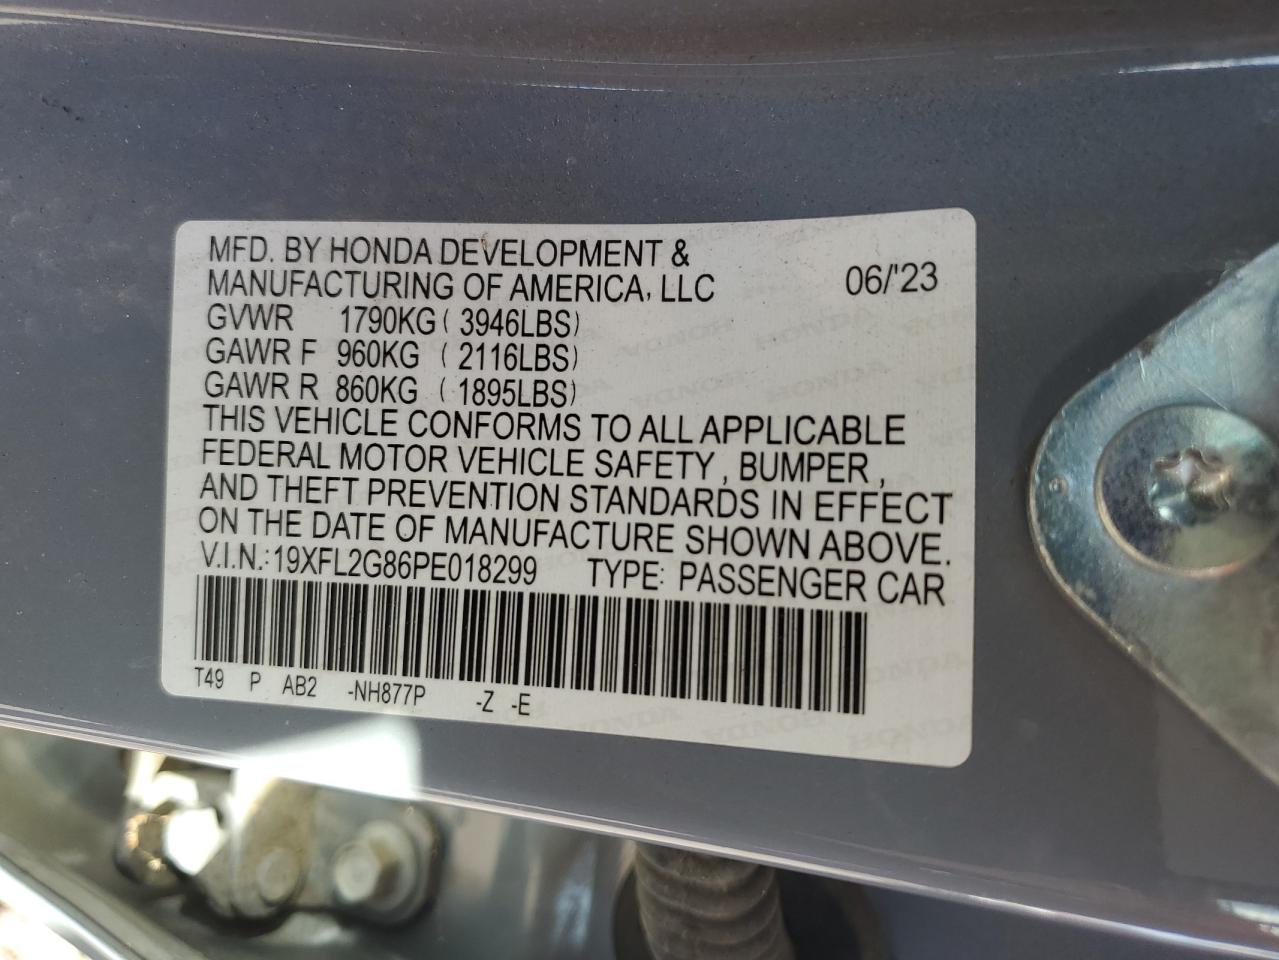 MFD. BY HONDA DEVELOPMENT &
MANUFACTURING OF AMERICA, LLC 06/'23
GVWR 1790KG ( 3946LBS)
GAWR F 960KG ( 2116LBS)
GAWR R 860KG ( 1895LBS)
THIS VEHICLE CONFORMS TO ALL APPLICABLE
FEDERAL MOTOR VEHICLE SAFETY , BUMPER ,
AND THEFT PREVENTION STANDARDS IN EFFECT
ON THE DATE OF MANUFACTURE SHOWN ABOVE.
V.I.N.: 19XFL2G86PE018299 TYPE: PASSENGER CAR
T49 P AB2 -NH877P -Z -E